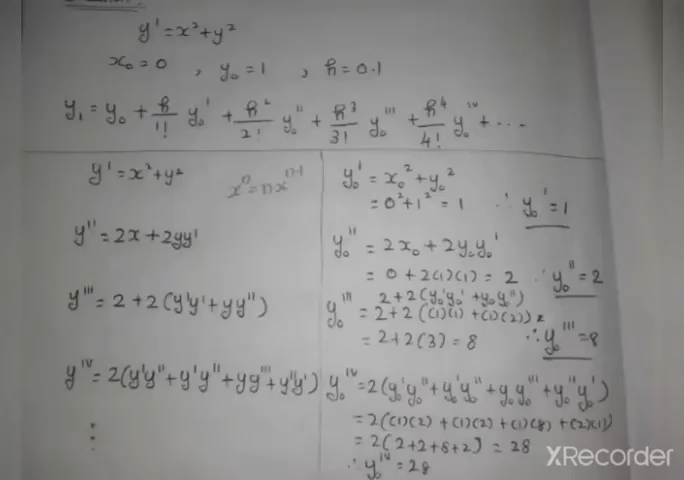 y' = x² + y²
x₀ = 0 , y₀ = 1 , h = 0.1
y₁ = y₀ + h/1! y₀' + h²/2! y₀'' + h³/3! y₀''' + h⁴/4! y₀ⁱⱽ + ...
y' = x² + y²
xⁿ = nxⁿ⁻¹
y'' = 2x + 2yy'
y''' = 2 + 2(y'y' + yy'')
yⁱⱽ = 2(y'y'' + y'y'' + yy''' + y''y')
⋮
y₀' = x₀² + y₀²
= 0² + 1² = 1 ∴ y₀' = 1
y₀'' = 2x₀ + 2y₀y₀'
= 0 + 2(1)(1) = 2 ∴ y₀'' = 2
2 + 2(y₀'y₀' + y₀y₀'')
y₀''' = 2 + 2((1)(1) + (1)(2))
= 2 + 2(3) = 8 ∴ y₀''' = 8
y₀ⁱⱽ = 2(y₀'y₀'' + y₀'y₀'' + y₀y₀''' + y₀''y₀')
= 2((1)(2) + (1)(2) + (1)(8) + (2)(1))
= 2(2 + 2 + 8 + 2) = 28
∴ y₀ⁱⱽ = 28
XRecorder